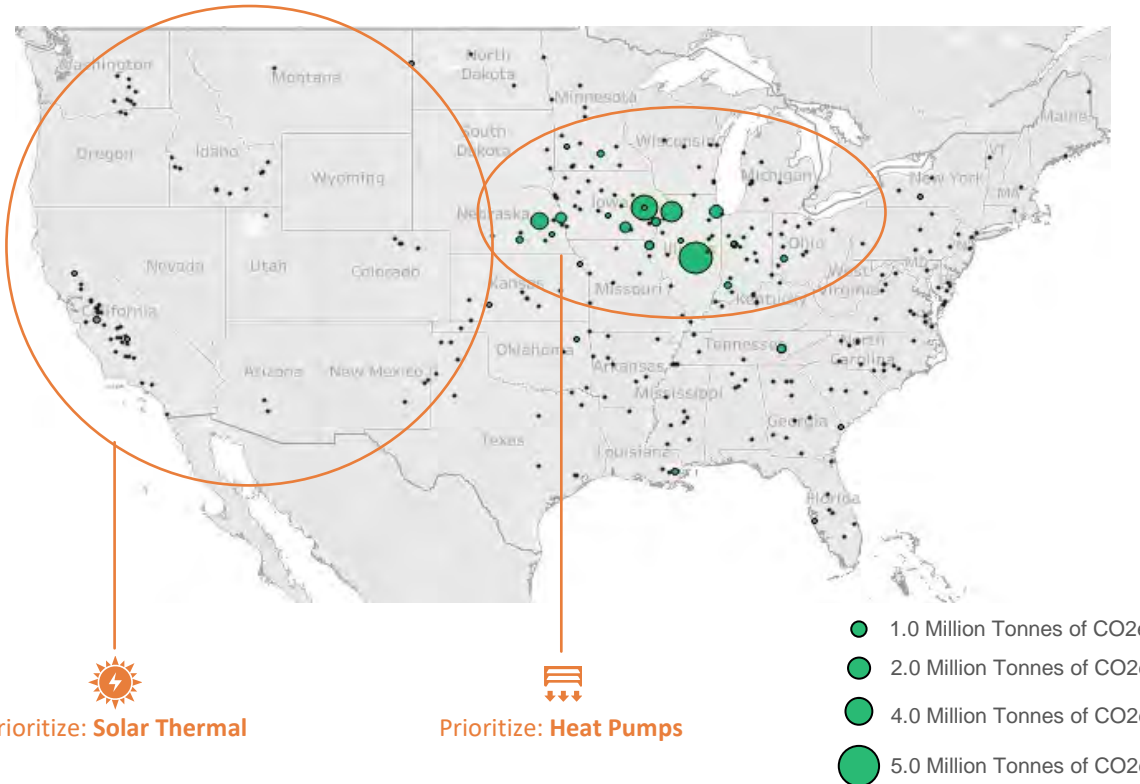 Washington
Montana
North
Dakota
Minnesota
Maine
Oregon
Idaho
South
Dakota
Wisconsin
Michigan
VT
New York
MA
Wyoming
Nebraska
Iowa
Nevada
Utah
Colorado
Ohio
California
Kansas
Missouri
West
Virginia
Kentucky
Arizona
New Mexico
Oklahoma
Tennessee
North
Carolina
Arkansas
Mississippi
Texas
Georgia
Louisiana
Florida
1.0 Million Tonnes of CO2e
2.0 Million Tonnes of CO2e
4.0 Million Tonnes of CO2e
5.0 Million Tonnes of CO2e
rioritize: Solar Thermal
Prioritize: Heat Pumps